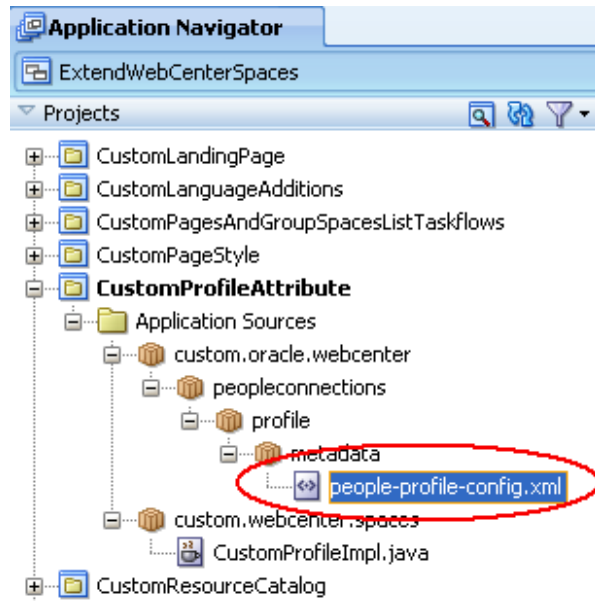 Application Navigator
ExtendWebCenterSpaces
Projects
CustomLandingPage
CustomLanguageAdditions
CustomPagesAndGroupSpacesListTaskflows
CustomPageStyle
CustomProfileAttribute
Application Sources
custom.oracle.webcenter
peopleconnections
profile
metadata
people-profile-config.xml
custom.webcenter.spaces
CustomProfileImpl.java
CustomResourceCatalog